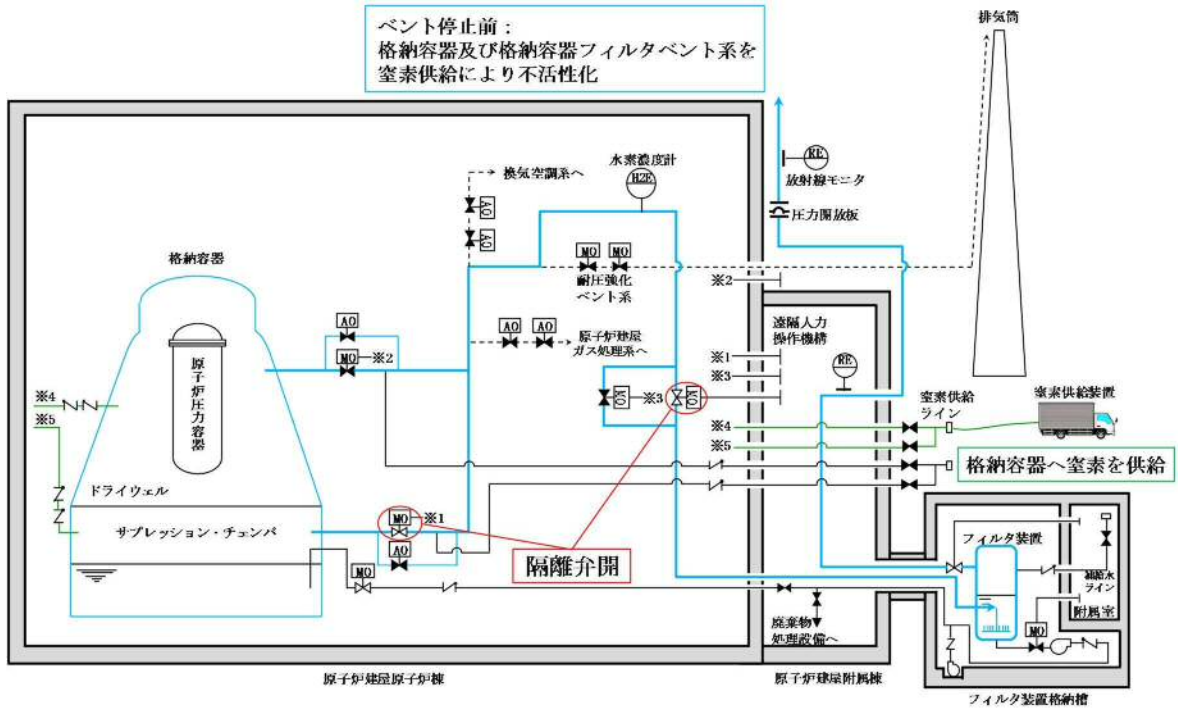 ベント停止前:
格納容器及び格納容器フィルタベント系を
窒素供給により不活性化
排気筒
換気空調系へ
水素濃度計
H2E
RE
放射線モニタ
圧力開放板
AO
AO
格納容器
MO
MO
耐圧強化
ベント系
※2
AO
MO
※2
AO
AO
原子炉建屋
ガス処理系へ
遠隔人力
操作機構
※1
※3
RE
原子炉圧力容器
MO
※3
MO
※4
※5
※4
※5
窒素供給
ライン
窒素供給装置
格納容器へ窒素を供給
ドライウェル
サプレッション・チェンバ
MO
※1
AO
隔離弁開
MO
フィルタ装置
補給水
ライン
附属室
MO
廃棄物
処理設備へ
原子炉建屋原子炉棟
原子炉建屋附属棟
フィルタ装置格納槽